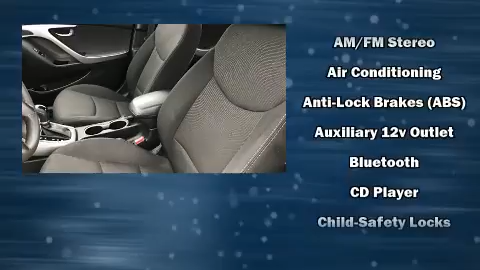 AM/FM Stereo
Air Conditioning
Anti-Lock Brakes (ABS)
Auxiliary 12v Outlet
Bluetooth
CD Player
Child-Safety Locks